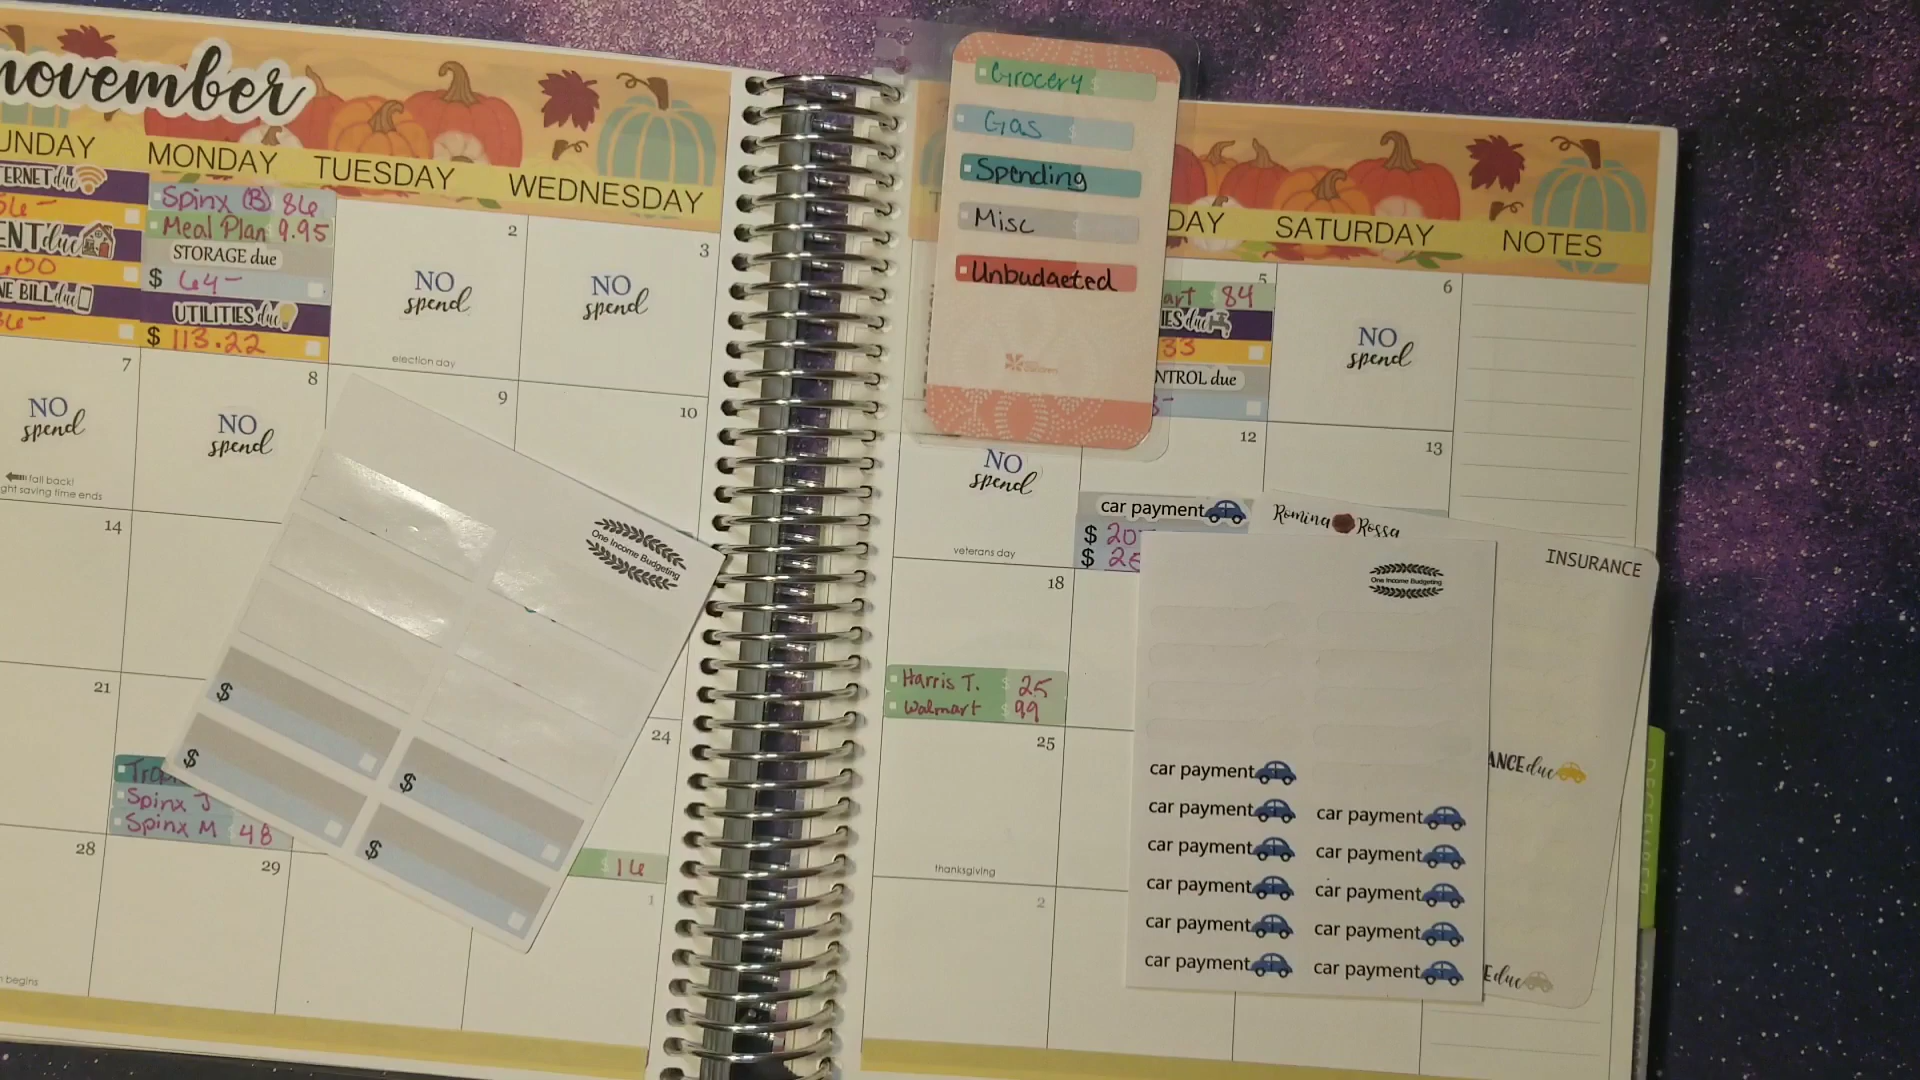 november
MONDAY
TUESDAY
WEDNESDAY
SATURDAY
NOTES
Grocery
Gas
Spending
Misc
Unbudgeted
Spinx (B) 86
Meal Plan 9.95
STORAGE due
$ 64-
UTILITIES due
$ 113.22
2
NO
spend
election day
3
NO
spend
5
84
33
6
NO
spend
7
NO
spend
fall back!
8
NO
spend
9
10
NO
spend
veterans day
12
car payment
$
$
13
Romina Rossa
INSURANCE
One Income Budgeting
One Income Budgeting
14
18
Harris T. 25
Walmart 99
21
Spinx J
Spinx M 48
24
16
25
thanksgiving
28
29
1
2
$
$
$
$
car payment
car payment
car payment
car payment
car payment
car payment
car payment
car payment
car payment
car payment
car payment
due
due